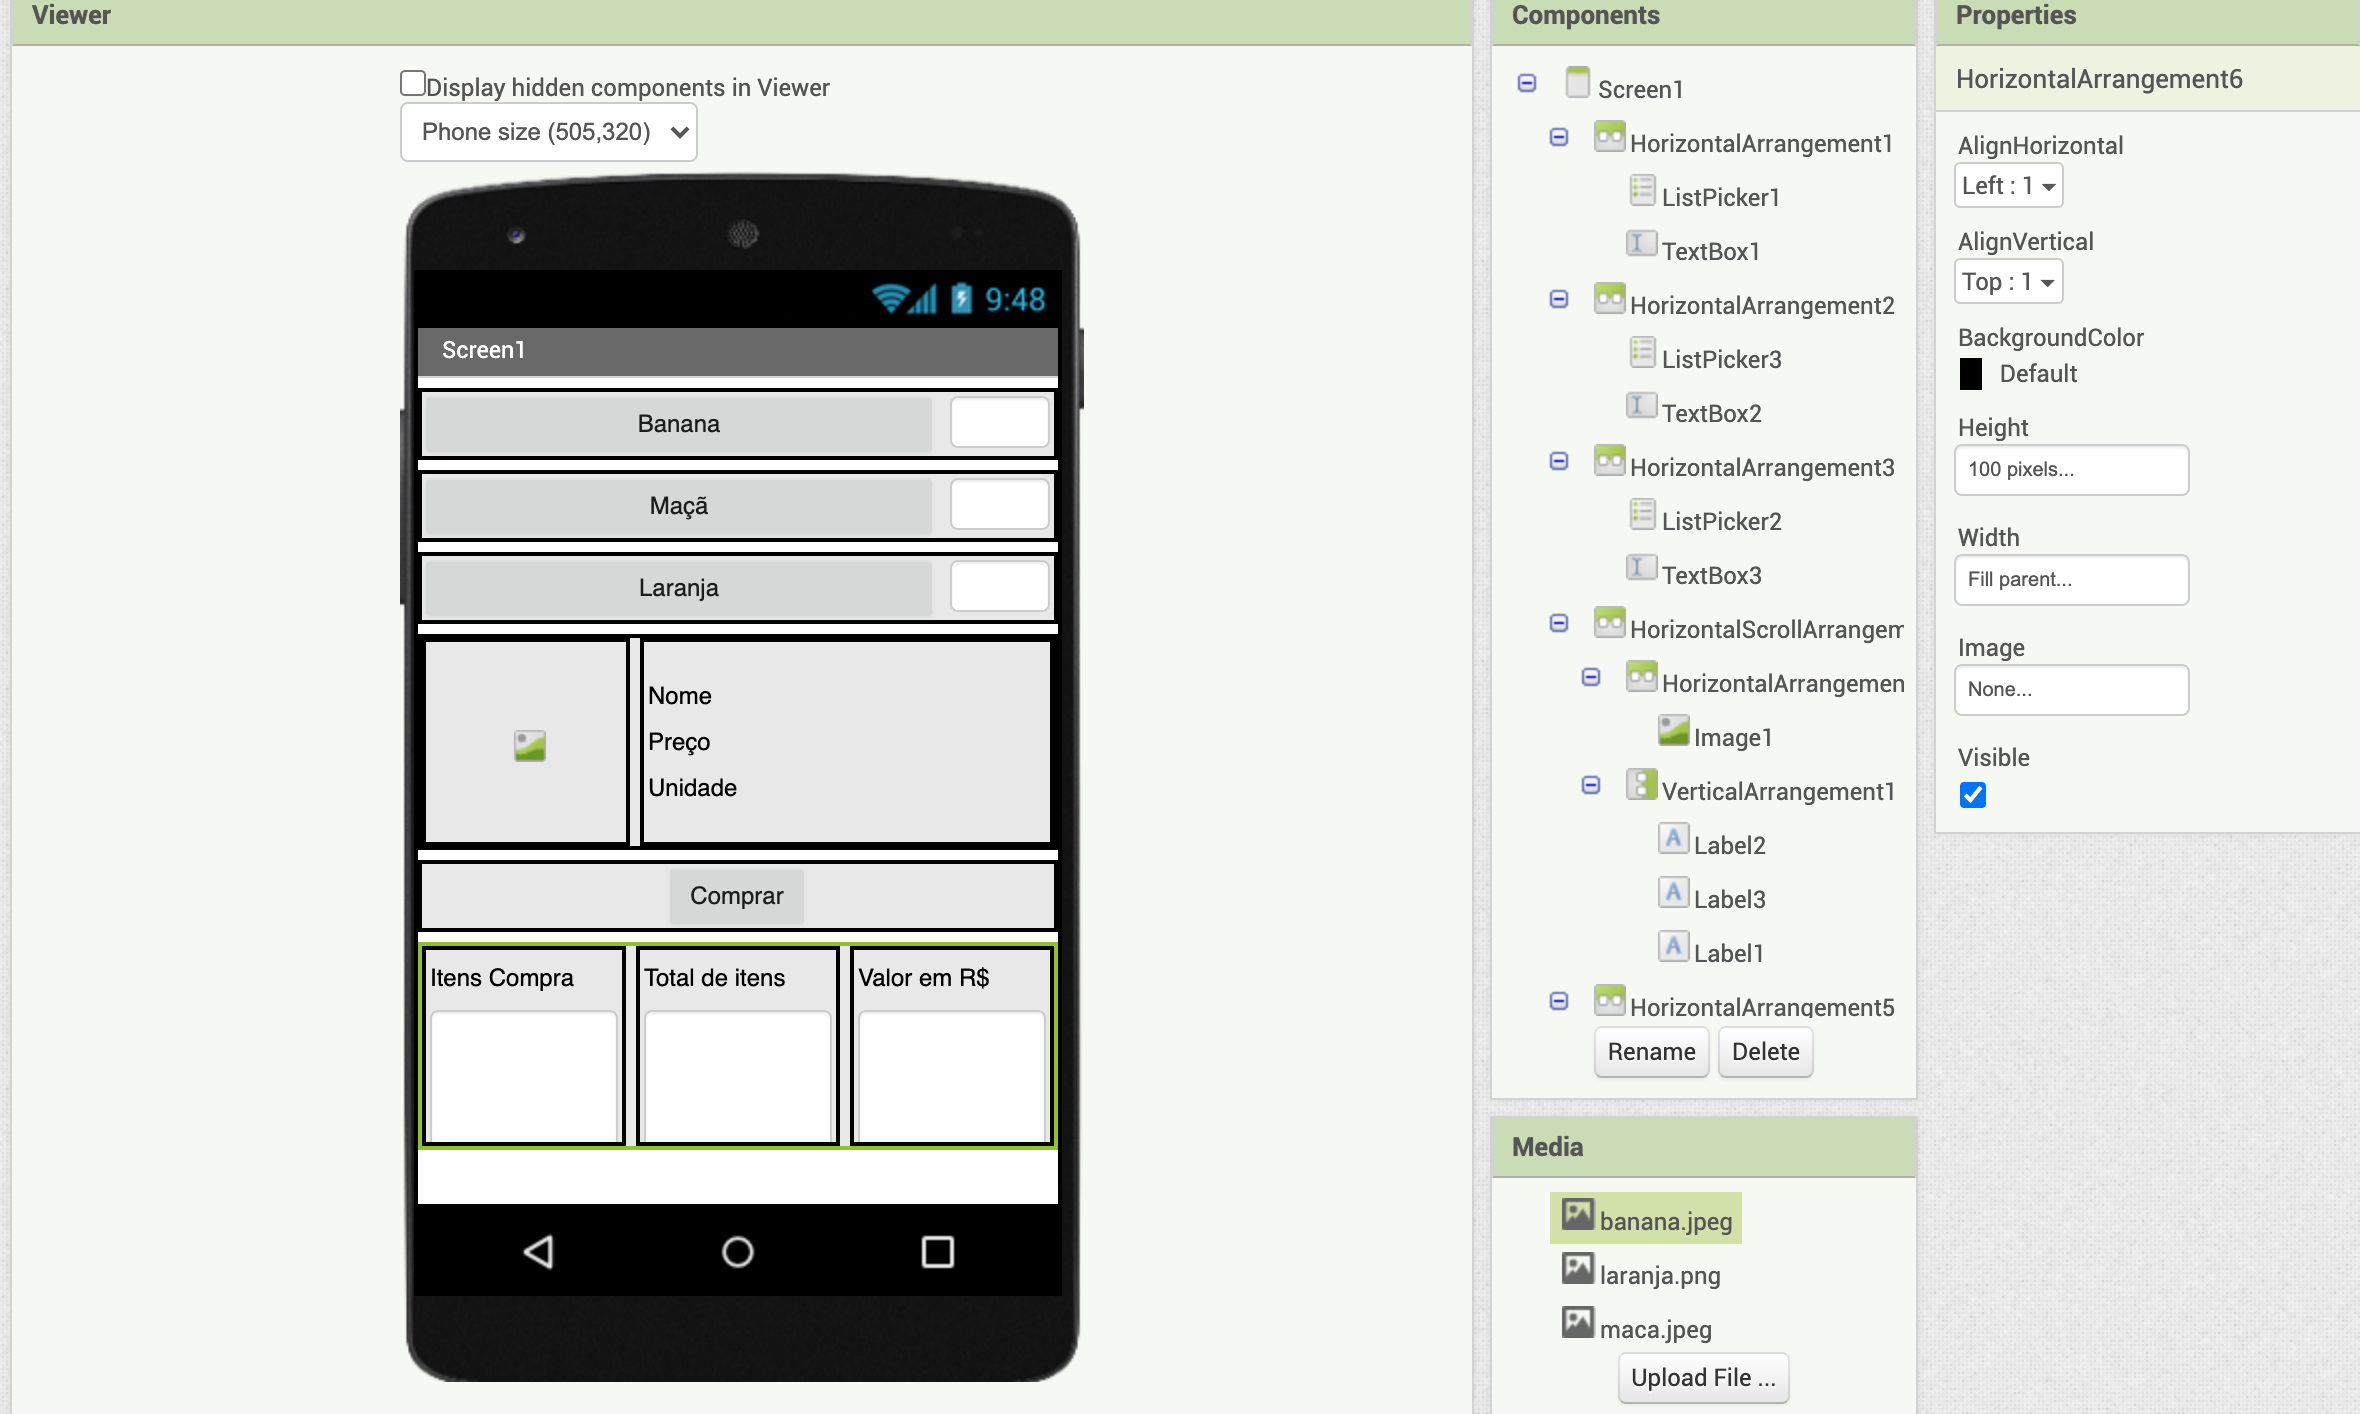 Viewer
Display hidden components in Viewer
Phone size (505,320)
9:48
Screen1
Banana
Maçã
Laranja
Nome
Preço
Unidade
Comprar
Itens Compra
Total de itens
Valor em R$
Components
Screen1
HorizontalArrangement1
ListPicker1
TextBox1
HorizontalArrangement2
ListPicker3
TextBox2
HorizontalArrangement3
ListPicker2
TextBox3
HorizontalScrollArrangem
HorizontalArrangemen
Image1
VerticalArrangement1
Label2
Label3
Label1
HorizontalArrangement5
Rename Delete
Media
banana.jpeg
laranja.png
maca.jpeg
Upload File ...
Properties
HorizontalArrangement6
AlignHorizontal
Left : 1
AlignVertical
Top : 1
BackgroundColor
Default
Height
100 pixels...
Width
Fill parent...
Image
None...
Visible